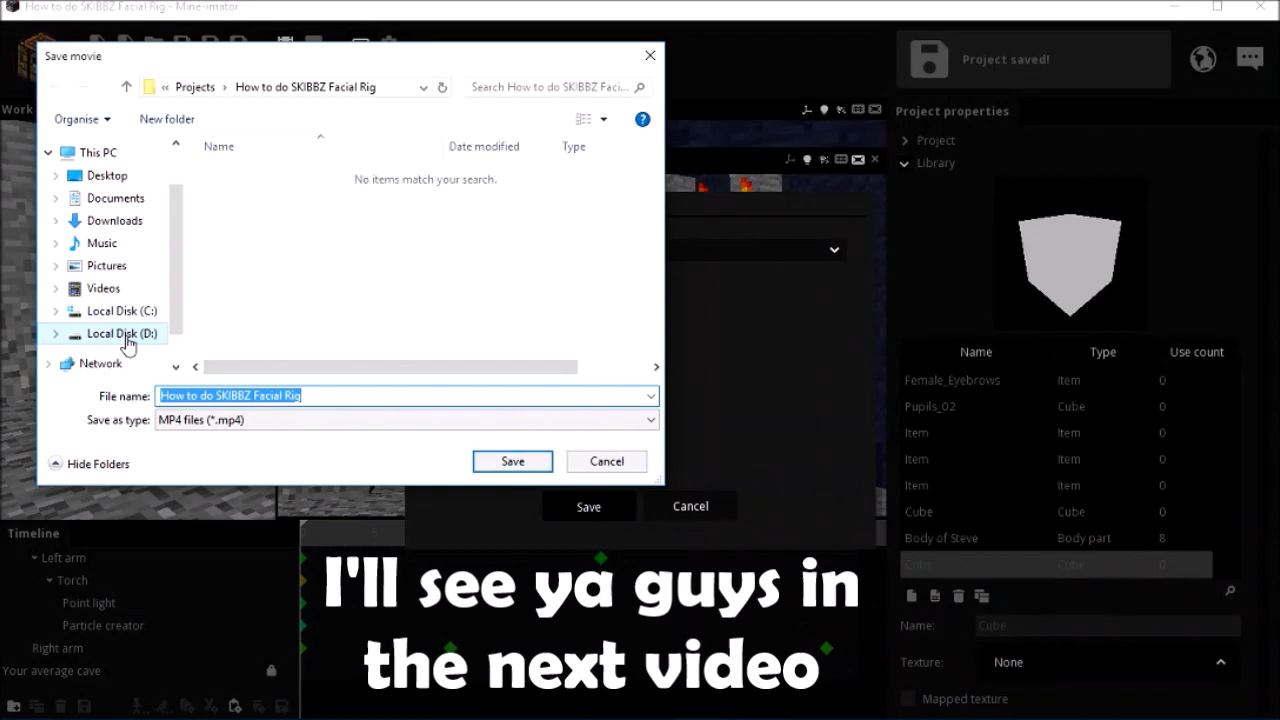 How to do SKIBBZ Facial Rig - Mine-imator
Save movie
« Projects › How to do SKIBBZ Facial Rig
Search How to do SKIBBZ Faci...
Organise
New folder
This PC
Desktop
Documents
Downloads
Music
Pictures
Videos
Local Disk (C:)
Local Disk (D:)
Network
Name
Date modified
Type
No items match your search.
File name:
How to do SKIBBZ Facial Rig
Save as type:
MP4 files (*.mp4)
Hide Folders
Save
Cancel
Save
Cancel
Work
Project saved!
Project properties
Project
Library
Name Type Use count
Female_Eyebrows Item 0
Pupils_02 Cube 0
Item Item 0
Item Item 0
Item Item 0
Cube Cube 0
Body of Steve Body part 8
Cube Cube 0
Name: Cube
Texture: None
Mapped texture
Timeline
5
Left arm
Torch
Point light
Particle creator
Right arm
Your average cave
I'll see ya guys in
the next video